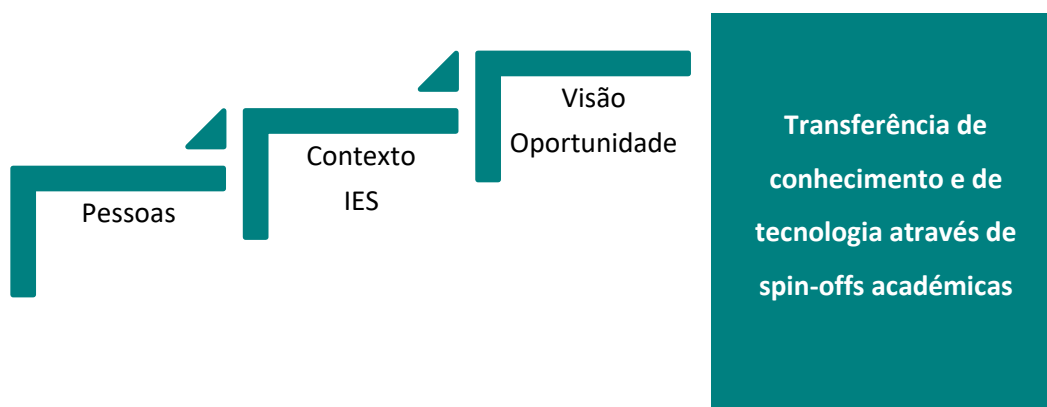 Pessoas
Contexto
IES
Visão
Oportunidade
Transferência de
conhecimento e de
tecnologia através de
spin-offs académicas